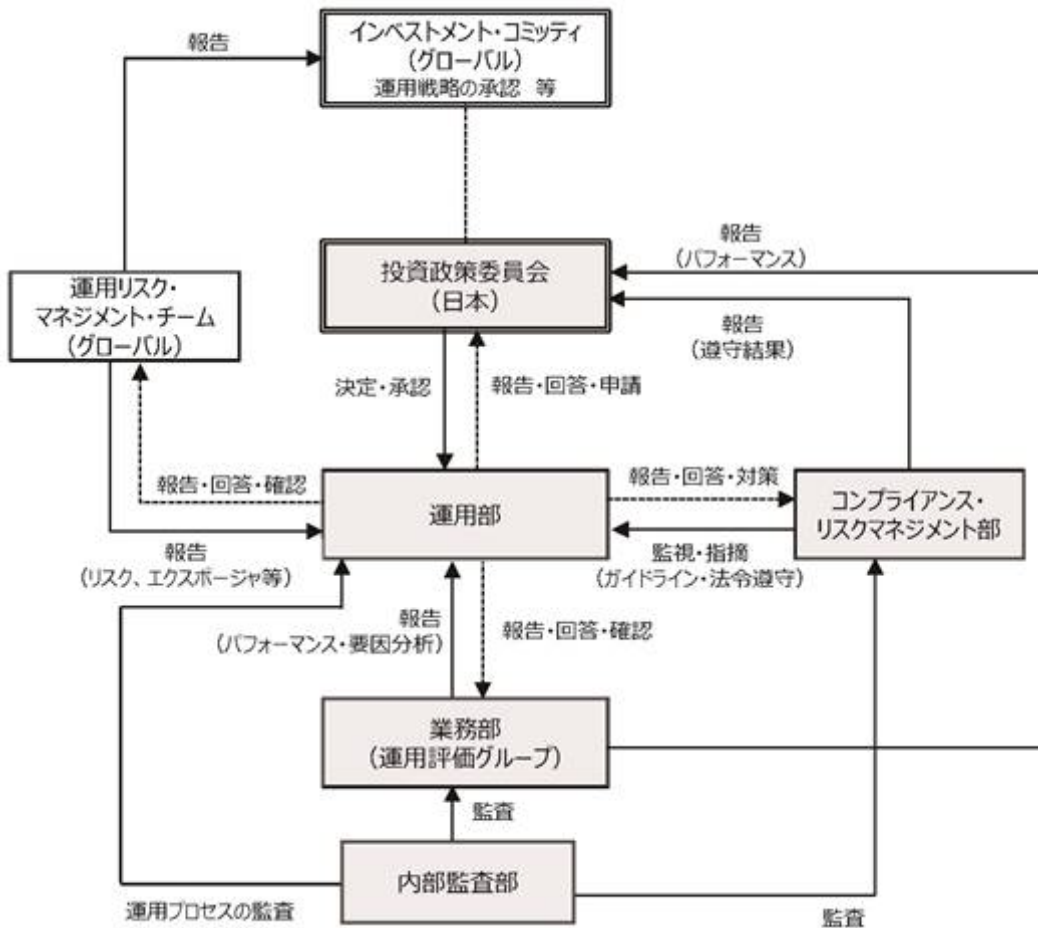 報告
インベストメント・コミッティ
(グローバル)
運用戦略の承認 等
報告
(パフォーマンス)
投資政策委員会
(日本)
運用リスク・
マネジメント・チーム
(グローバル)
報告
(遵守結果)
決定・承認
報告・回答・申請
報告・回答・確認
運用部
報告・回答・対策
コンプライアンス・
リスクマネジメント部
報告
(リスク、エクスポージャ等)
監視・指摘
(ガイドライン・法令遵守)
報告
(パフォーマンス・要因分析)
報告・回答・確認
業務部
(運用評価グループ)
監査
内部監査部
運用プロセスの監査
監査